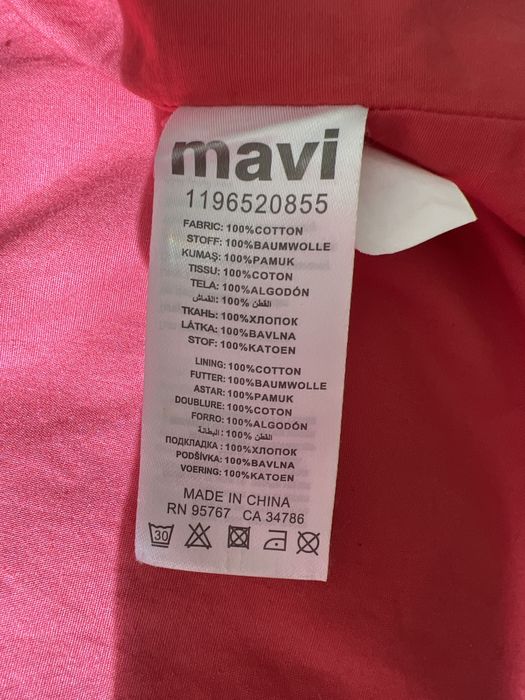 mavi
1196520855
FABRIC: 100%COTTON
STOFF: 100%BAUMWOLLE
KUMAŞ: 100%PAMUK
TISSU: 100%COTON
TELA: 100%ALGODÓN
القماش: 100% القطن
ТКАНЬ: 100%ХЛОПОК
LÁTKA: 100%BAVLNA
STOF: 100%KATOEN
LINING: 100%COTTON
FUTTER: 100%BAUMWOLLE
ASTAR: 100%PAMUK
DOUBLURE: 100%COTON
FORRO: 100%ALGODÓN
البطانة: 100% القطن
ПОДКЛАДКА : 100%ХЛОПОК
PODŠÍVKA: 100%BAVLNA
VOERING: 100%KATOEN
MADE IN CHINA
RN 95767 CA 34786
30